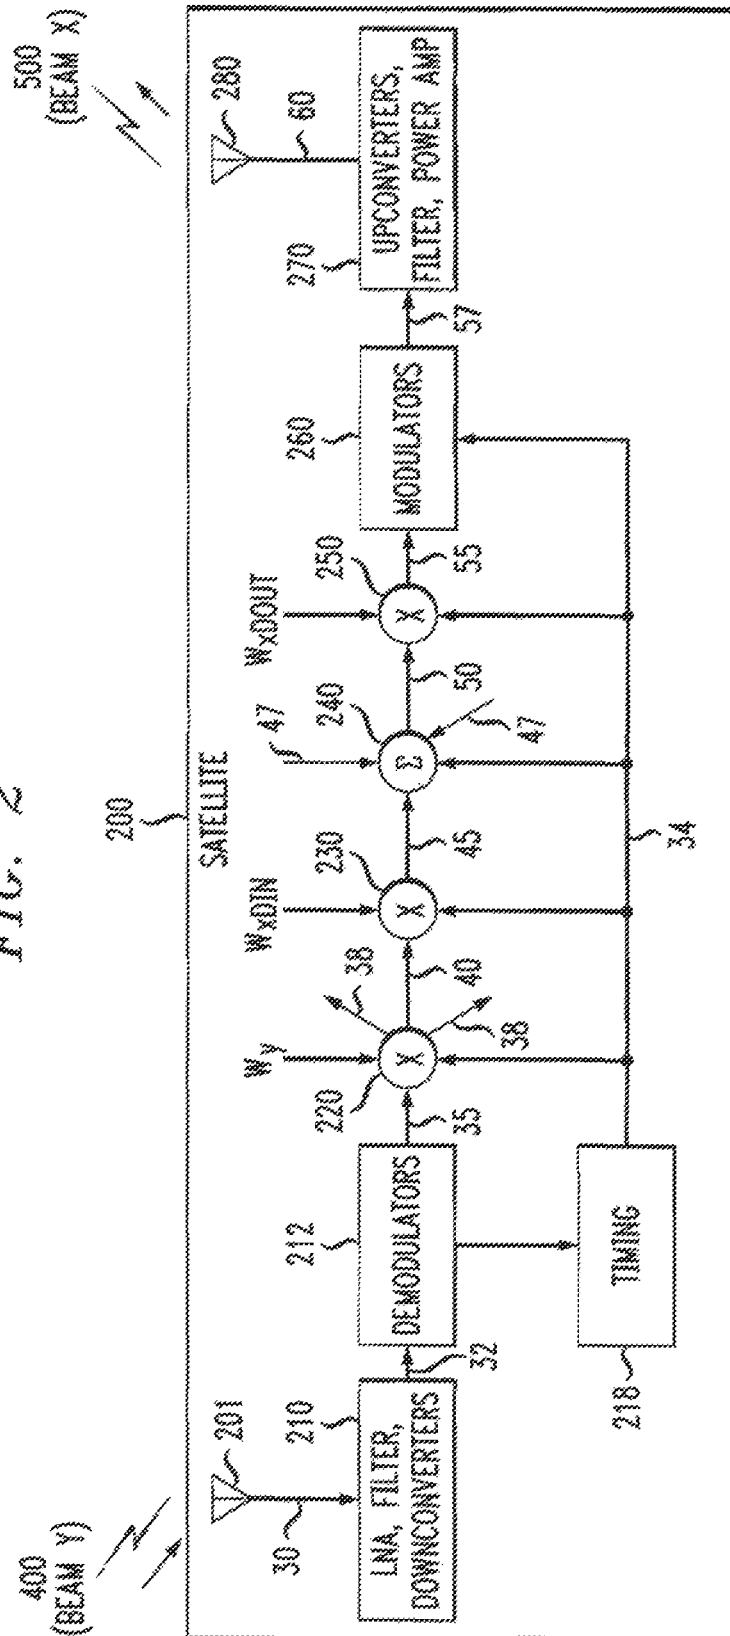 FIG. 2
400
(BEAM Y)
500
(BEAM X)
200
SATELLITE
201
30
210
LNA, FILTER,
DOWNCONVERTERS
32
212
DEMODULATORS
218
TIMING
34
35
220
Wy
38
38
40
WxDIN
230
45
47
240
Σ
47
50
WxDOUT
250
55
260
MODULATORS
57
270
UPCONVERTERS,
FILTER, POWER AMP
60
280
X
X
X